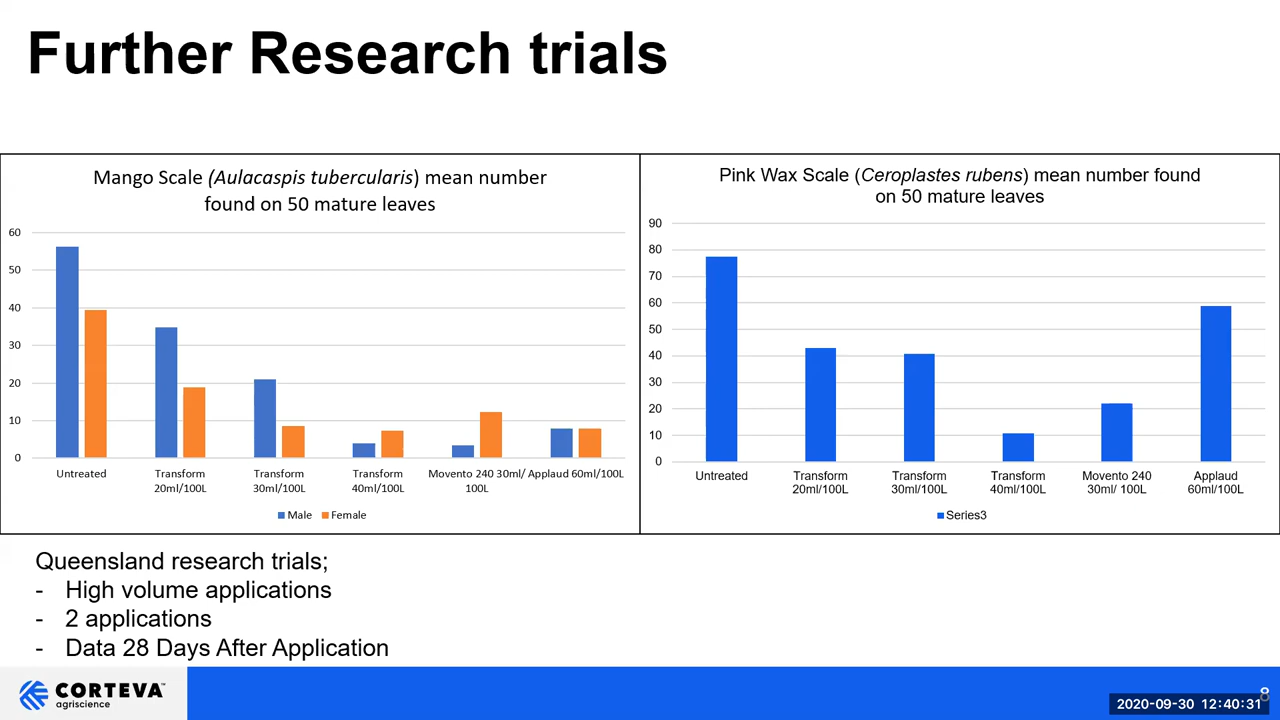 Further Research trials
Mango Scale (Aulacaspis tubercularis) mean number
found on 50 mature leaves
60
50
40
30
20
10
0
Untreated
Transform
20ml/100L
Transform
30ml/100L
Transform
40ml/100L
Movento 240 30ml/
100L
Applaud 60ml/100L
Male Female
Pink Wax Scale (Ceroplastes rubens) mean number found
on 50 mature leaves
90
80
70
60
50
40
30
20
10
0
Untreated
Transform
20ml/100L
Transform
30ml/100L
Transform
40ml/100L
Movento 240
30ml/ 100L
Applaud
60ml/100L
Series3
Queensland research trials;
- High volume applications
- 2 applications
- Data 28 Days After Application
CORTEVA™
agriscience
8
2020-09-30 12:40:31